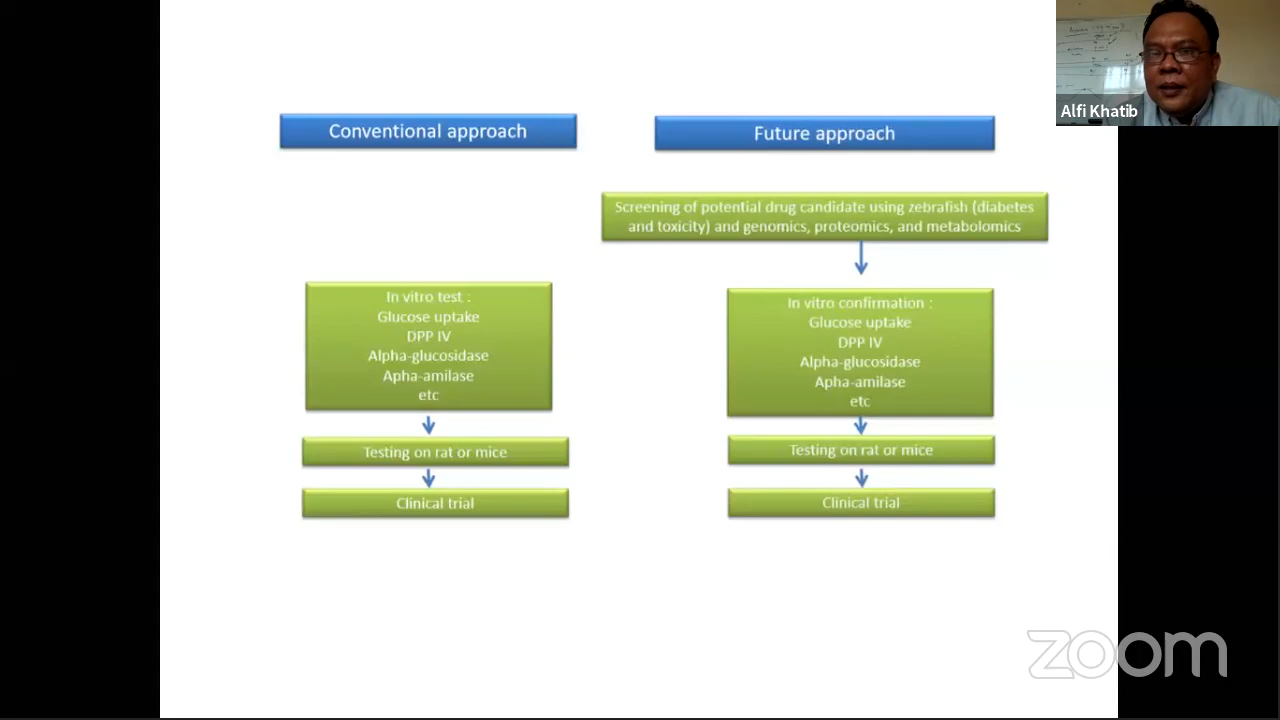 Conventional approach
In vitro test :
Glucose uptake
DPP IV
Alpha-glucosidase
Apha-amilase
etc
Testing on rat or mice
Clinical trial
Future approach
Screening of potential drug candidate using zebrafish (diabetes
and toxicity) and genomics, proteomics, and metabolomics
In vitro confirmation :
Glucose uptake
DPP IV
Alpha-glucosidase
Apha-amilase
etc
Testing on rat or mice
Clinical trial
Alfi Khatib
zoom